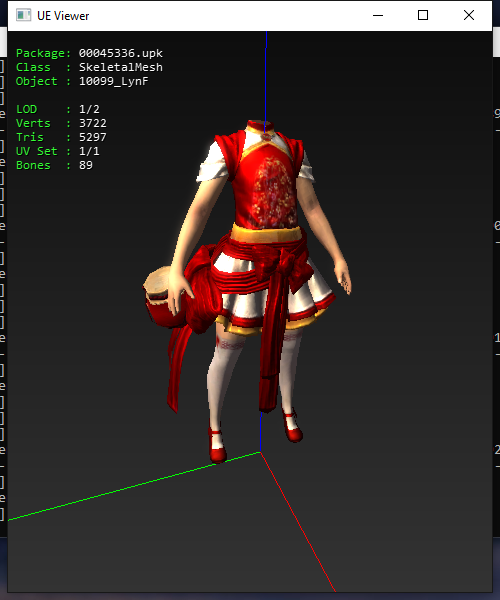 UE Viewer
Package: 00045336.upk
Class : SkeletalMesh
Object : 10099_LynF
LOD : 1/2
Verts : 3722
Tris : 5297
UV Set : 1/1
Bones : 89